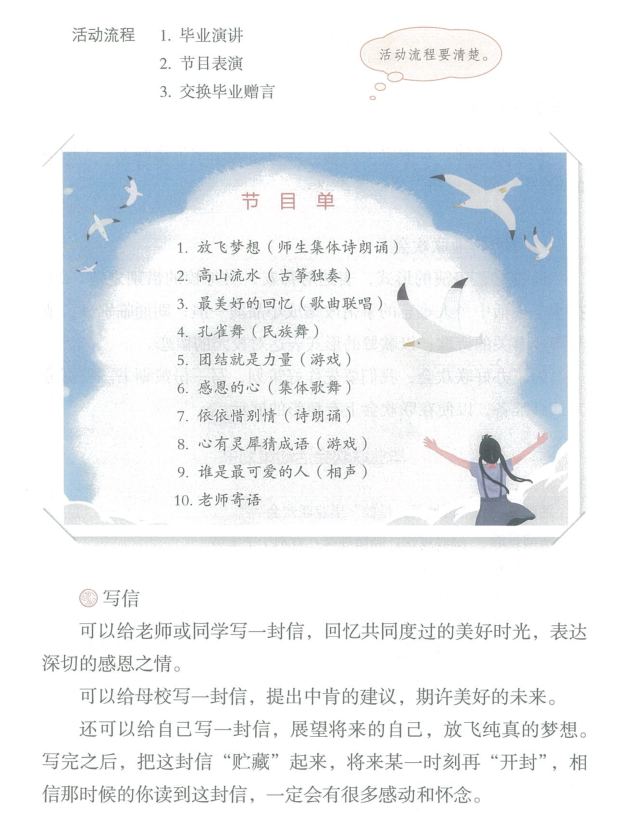 活动流程 1. 毕业演讲
2. 节目表演
3. 交换毕业赠言
活动流程要清楚。
节目单
1. 放飞梦想（师生集体诗朗诵）
2. 高山流水（古筝独奏）
3. 最美好的回忆（歌曲联唱）
4. 孔雀舞（民族舞）
5. 团结就是力量（游戏）
6. 感恩的心（集体歌舞）
7. 依依惜别情（诗朗诵）
8. 心有灵犀猜成语（游戏）
9. 谁是最可爱的人（相声）
10. 老师寄语
写信
可以给老师或同学写一封信，回忆共同度过的美好时光，表达
深切的感恩之情。
可以给母校写一封信，提出中肯的建议，期许美好的未来。
还可以给自己写一封信，展望将来的自己，放飞纯真的梦想。
写完之后，把这封信“贮藏”起来，将来某一时刻再“开封”，相
信那时候的你读到这封信，一定会有很多感动和怀念。